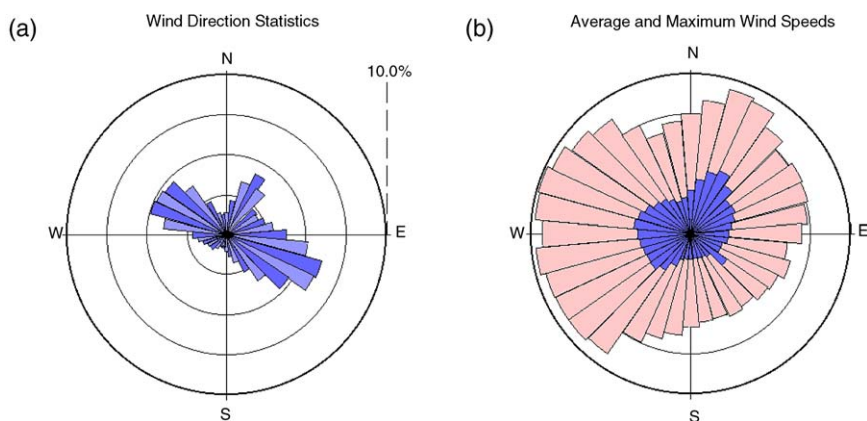 (a)
Wind Direction Statistics
N
10.0%
W
E
S
(b)
Average and Maximum Wind Speeds
N
W
E
S